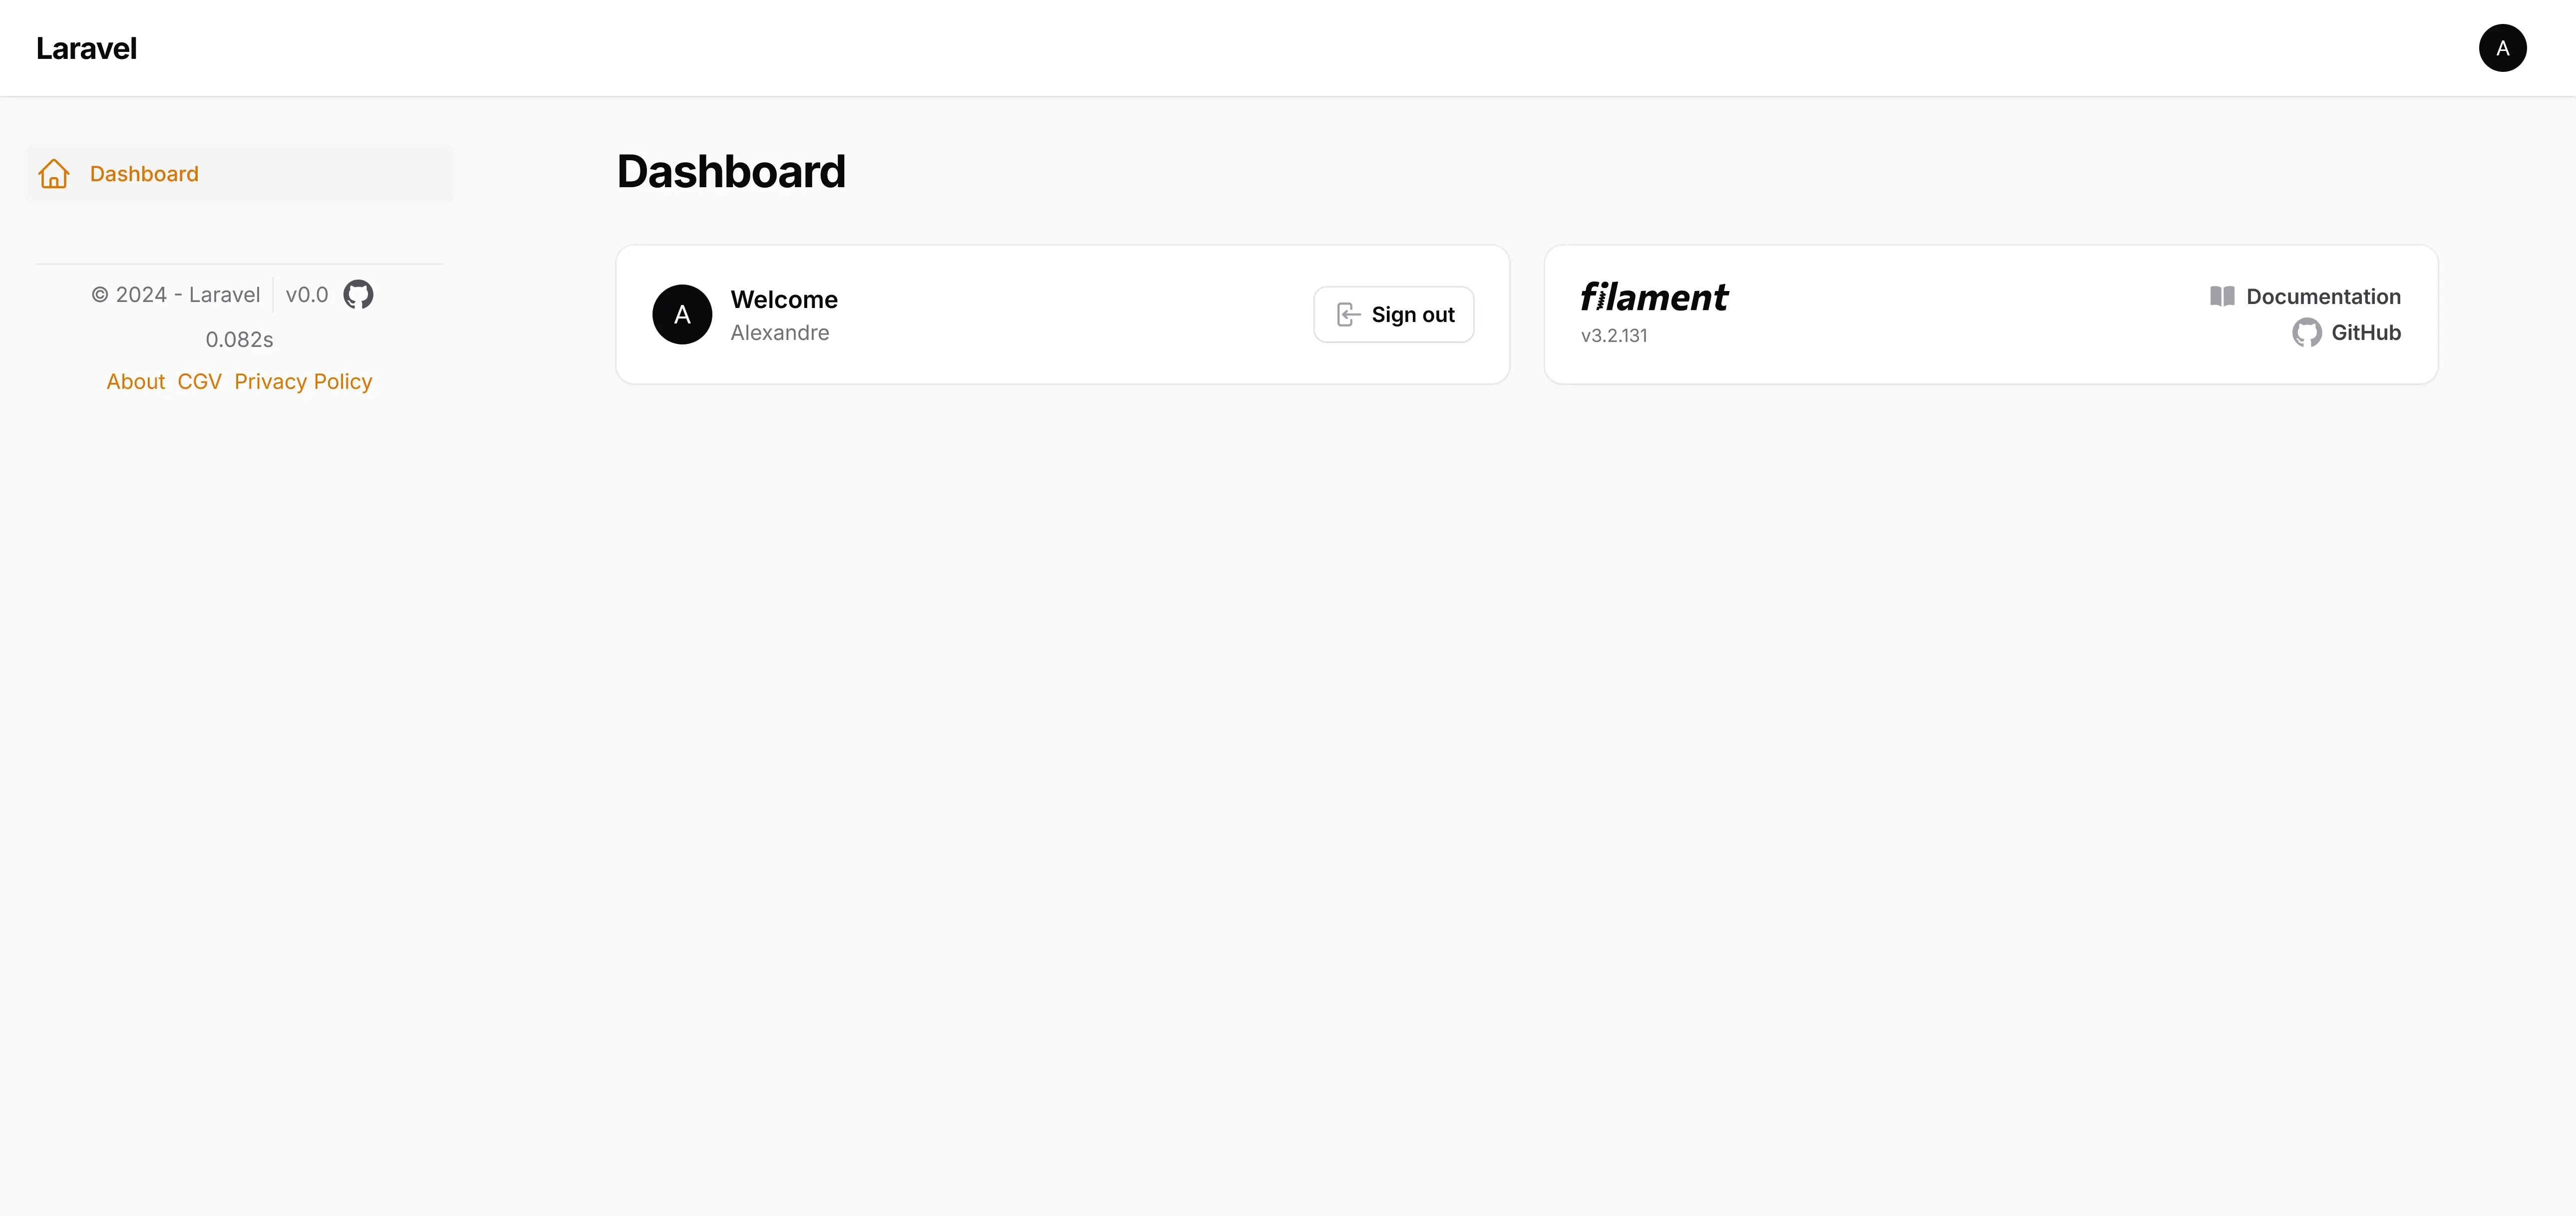 Laravel
A
Dashboard
© 2024 - Laravel v0.0
0.082s
About CGV Privacy Policy
Dashboard
A
Welcome
Alexandre
Sign out
filament
v3.2.131
Documentation
GitHub